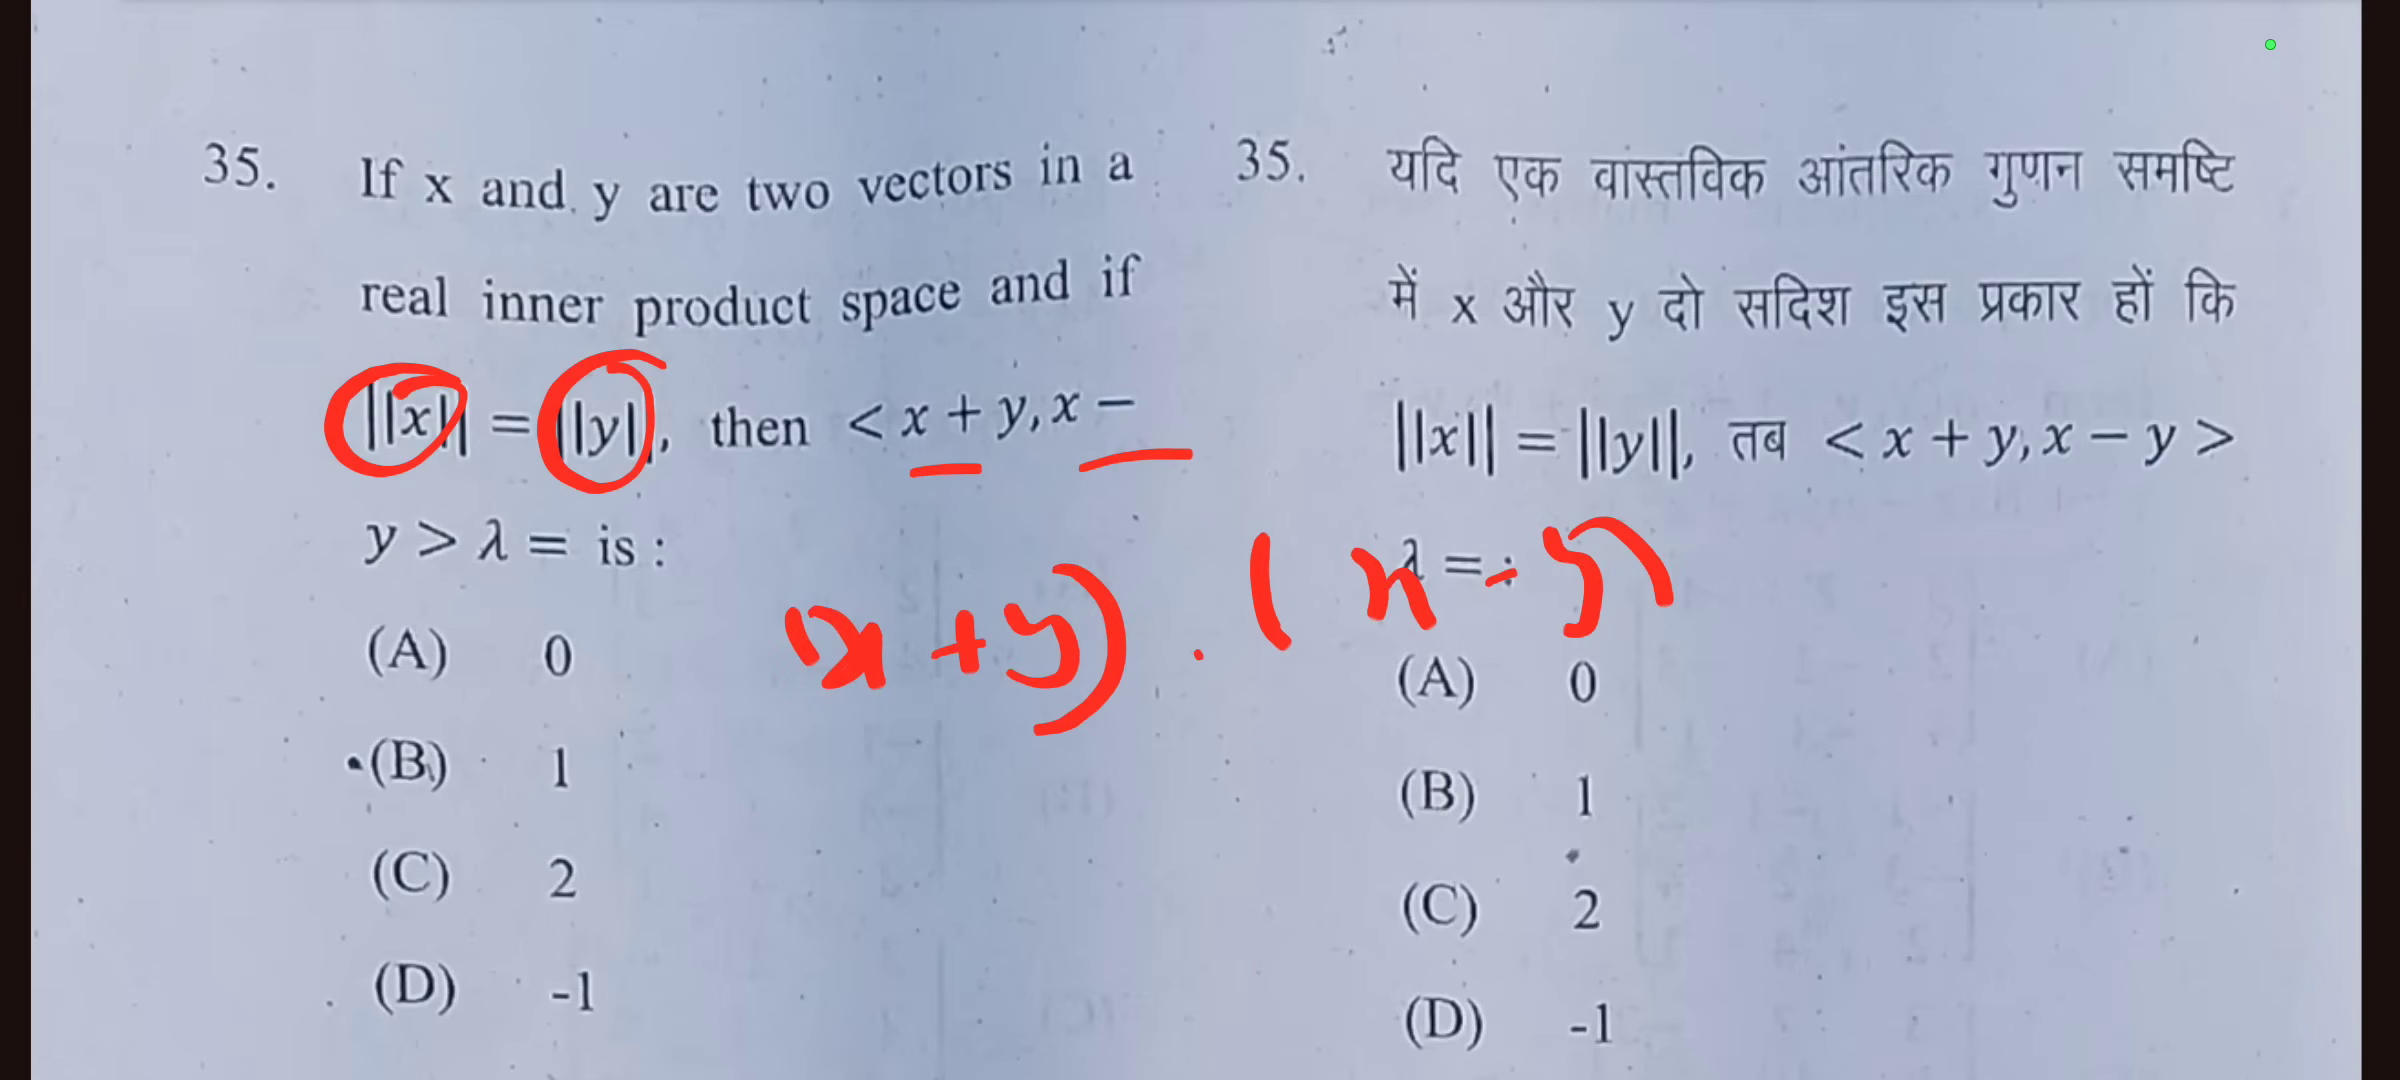 35. If x and y are two vectors in a
real inner product space and if
||x|| = ||y||, then < x + y, x −
y > λ = is :
(A) 0
(B) 1
(C) 2
(D) -1
(x + y) . (x - y)
35. यदि एक वास्तविक आंतरिक गुणन समष्टि
में x और y दो सदिश इस प्रकार हों कि
||x|| = ||y||, तब < x + y, x − y >
λ = :
(A) 0
(B) 1
(C) 2
(D) -1